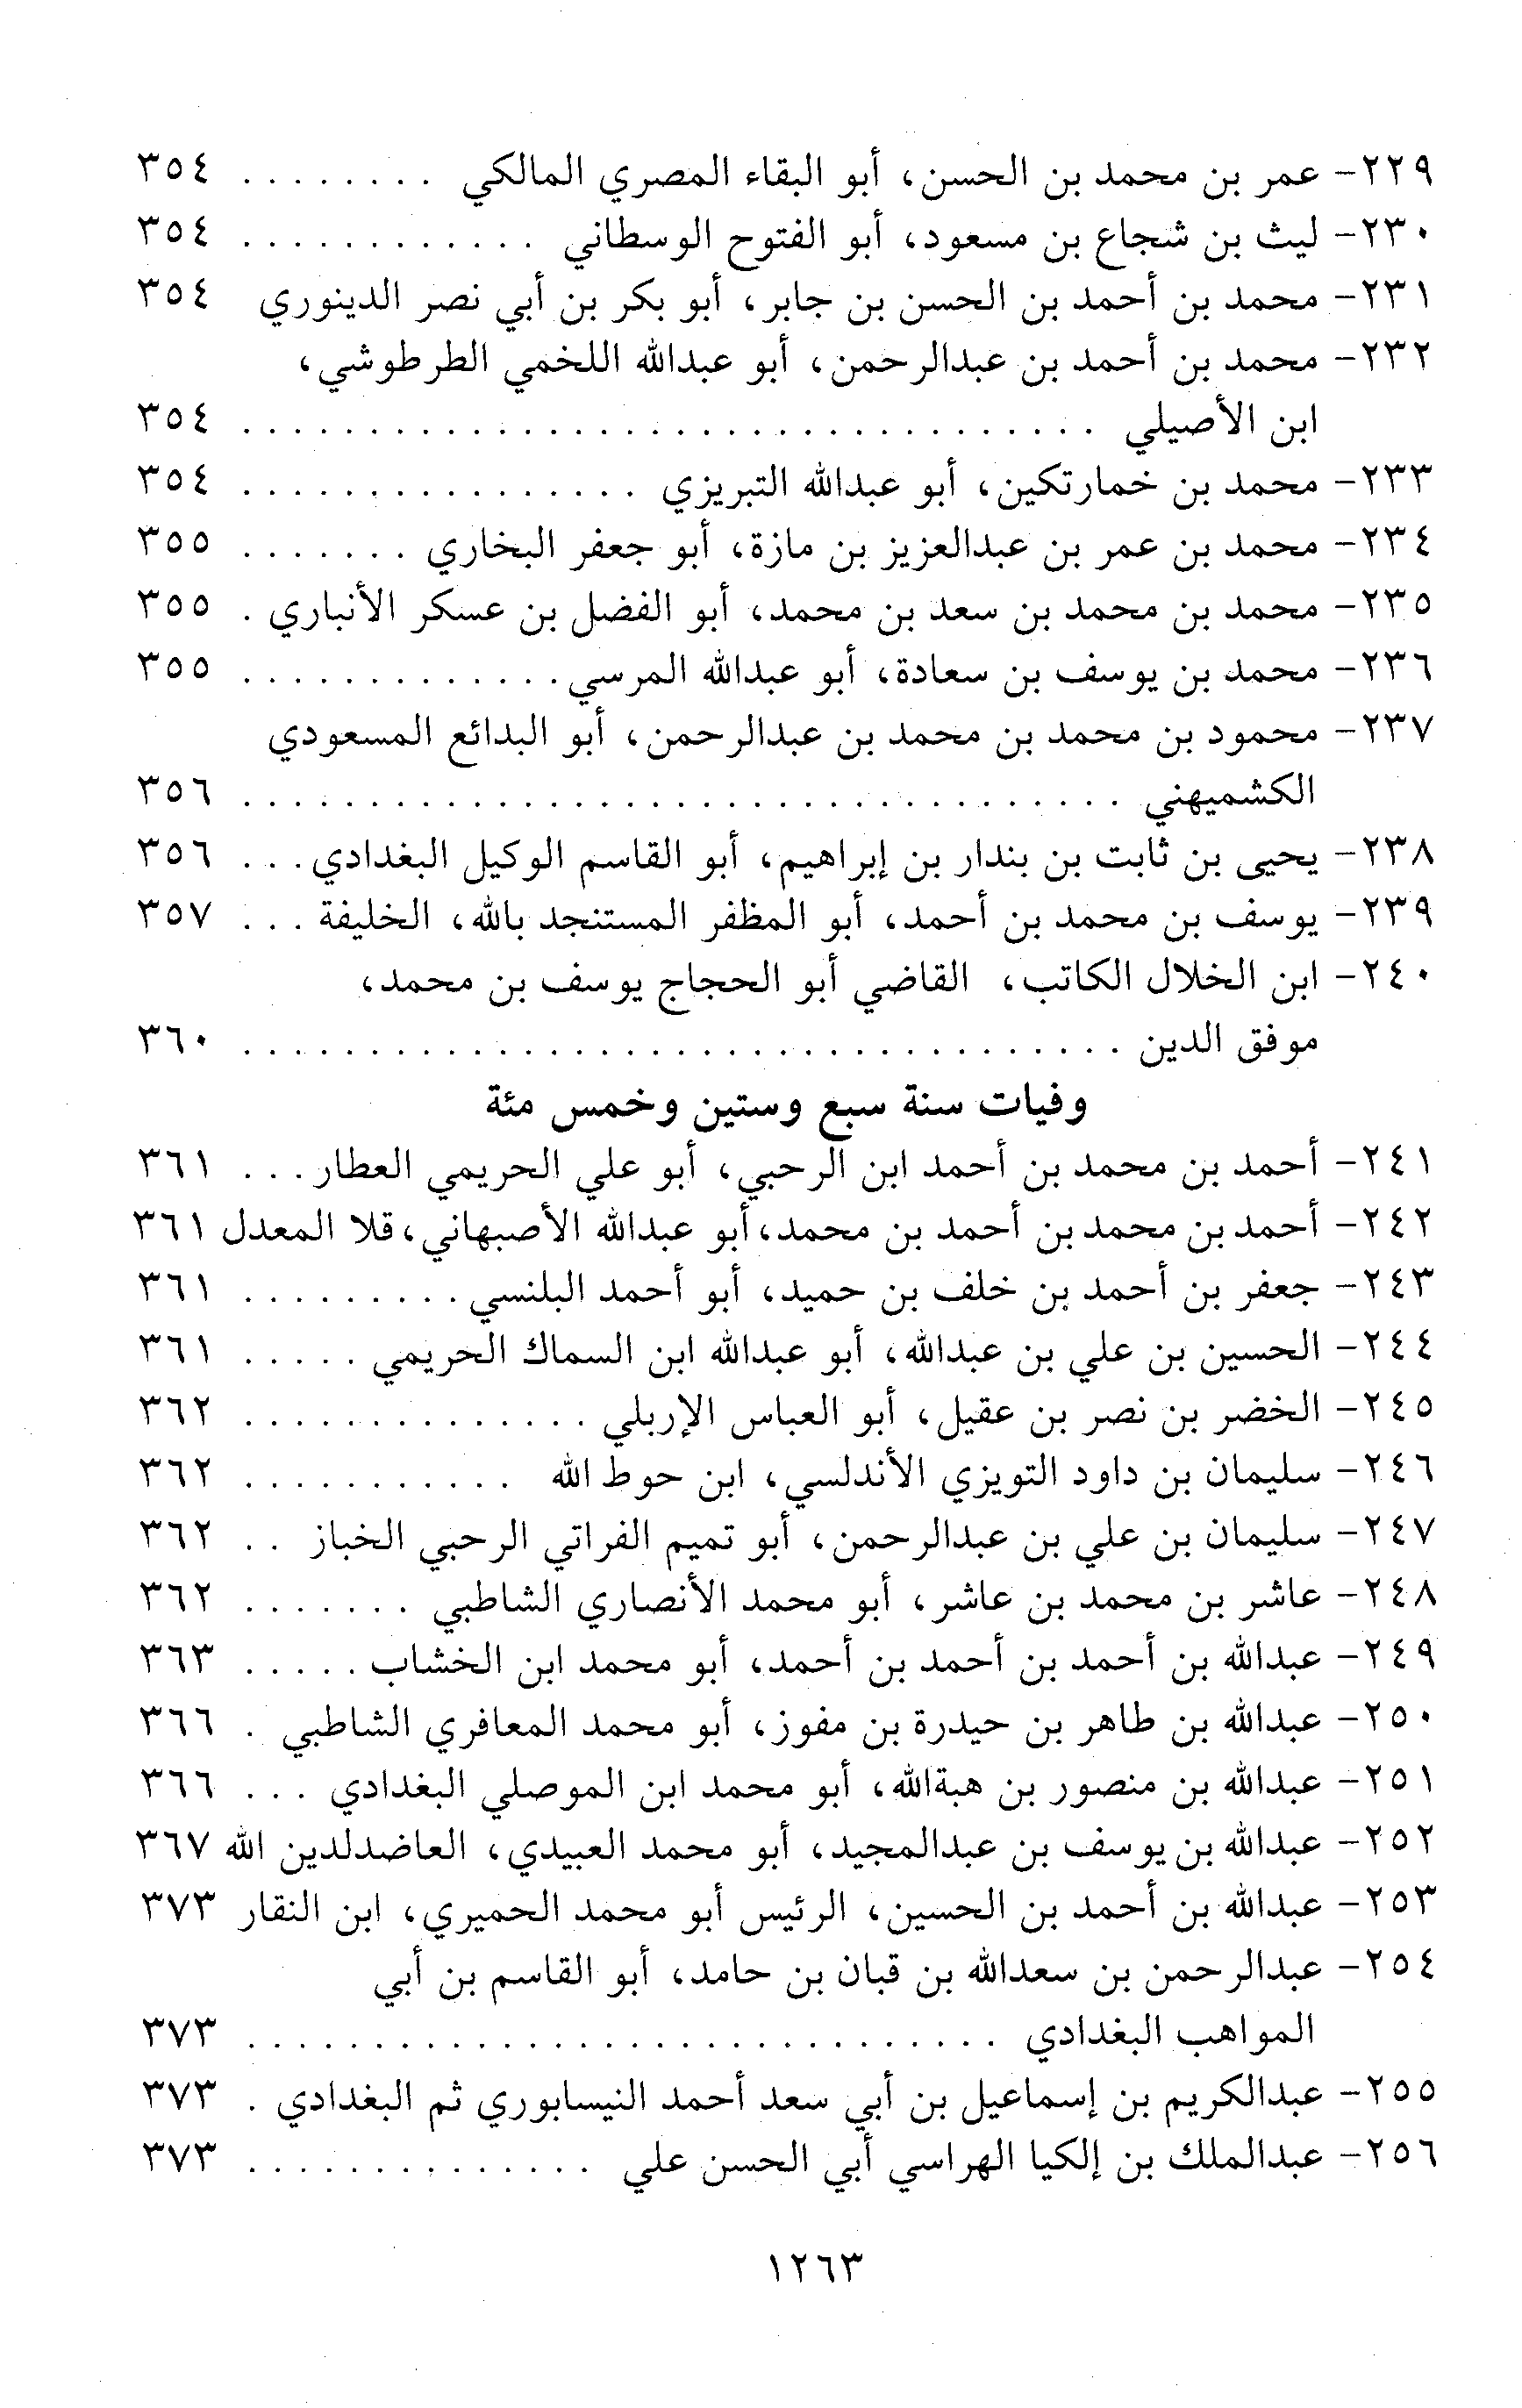 ٢٢٩- عمر بن محمد بن الحسن، أبو البقاء المصري المالكي . . . . . . . . ٣٥٤
٢٣٠- ليث بن شجاع بن مسعود، أبو الفتوح الوسطاني . . . . . . . . . . . . ٣٥٤
٢٣١- محمد بن أحمد بن الحسن بن جابر، أبو بكر بن أبي نصر الدينوري ٣٥٤
٢٣٢- محمد بن أحمد بن عبدالرحمن، أبو عبدالله اللخمي الطرطوشي،
ابن الأصيلي . . . . . . . . . . . . . . . . . . . . . . . . . . . . . . . . . . ٣٥٤
٢٣٣- محمد بن خمارتكين، أبو عبدالله التبريزي . . . . . . . . . . . . . . . . ٣٥٤
٢٣٤- محمد بن عمر بن عبدالعزيز بن مازة، أبو جعفر البخاري . . . . . . . ٣٥٥
٢٣٥- محمد بن محمد بن سعد بن محمد، أبو الفضل بن عسكر الأنباري . ٣٥٥
٢٣٦- محمد بن يوسف بن سعادة، أبو عبدالله المرسي . . . . . . . . . . . . . ٣٥٥
٢٣٧- محمود بن محمد بن محمد بن عبدالرحمن، أبو البدائع المسعودي
الكشميهني . . . . . . . . . . . . . . . . . . . . . . . . . . . . . . . . . . . ٣٥٦
٢٣٨- يحيى بن ثابت بن بندار بن إبراهيم، أبو القاسم الوكيل البغدادي . . . ٣٥٦
٢٣٩- يوسف بن محمد بن أحمد، أبو المظفر المستنجد بالله، الخليفة . . . ٣٥٧
٢٤٠- ابن الخلال الكاتب، القاضي أبو الحجاج يوسف بن محمد،
موفق الدين . . . . . . . . . . . . . . . . . . . . . . . . . . . . . . . . . . . ٣٦٠
وفيات سنة سبع وستين وخمس مئة
٢٤١- أحمد بن محمد بن أحمد ابن الرحبي، أبو علي الحريمي العطار . . . ٣٦١
٢٤٢- أحمد بن محمد بن أحمد بن محمد، أبو عبدالله الأصبهاني، قلا المعدل ٣٦١
٢٤٣- جعفر بن أحمد بن خلف بن حميد، أبو أحمد البلنسي . . . . . . . . . ٣٦١
٢٤٤- الحسين بن علي بن عبدالله، أبو عبدالله ابن السماك الحريمي . . . . . ٣٦١
٢٤٥- الخضر بن نصر بن عقيل، أبو العباس الإربلي . . . . . . . . . . . . . . ٣٦٢
٢٤٦- سليمان بن داود التويزي الأندلسي، ابن حوط الله . . . . . . . . . . . ٣٦٢
٢٤٧- سليمان بن علي بن عبدالرحمن، أبو تميم الفراتي الرحبي الخباز . . ٣٦٢
٢٤٨- عاشر بن محمد بن عاشر، أبو محمد الأنصاري الشاطبي . . . . . . . ٣٦٢
٢٤٩- عبدالله بن أحمد بن أحمد بن أحمد، أبو محمد ابن الخشاب . . . . . ٣٦٣
٢٥٠- عبدالله بن طاهر بن حيدرة بن مفوز، أبو محمد المعافري الشاطبي . ٣٦٦
٢٥١- عبدالله بن منصور بن هبةالله، أبو محمد ابن الموصلي البغدادي . . . ٣٦٦
٢٥٢- عبدالله بن يوسف بن عبدالمجيد، أبو محمد العبيدي، العاضدلدين الله ٣٦٧
٢٥٣- عبدالله بن أحمد بن الحسين، الرئيس أبو محمد الحميري، ابن النقار ٣٧٣
٢٥٤- عبدالرحمن بن سعدالله بن قبان بن حامد، أبو القاسم بن أبي
المواهب البغدادي . . . . . . . . . . . . . . . . . . . . . . . . . . . . . . ٣٧٣
٢٥٥- عبدالكريم بن إسماعيل بن أبي سعد أحمد النيسابوري ثم البغدادي . ٣٧٣
٢٥٦- عبدالملك بن إلكيا الهراسي أبي الحسن علي . . . . . . . . . . . . . . ٣٧٣
١٢٦٣